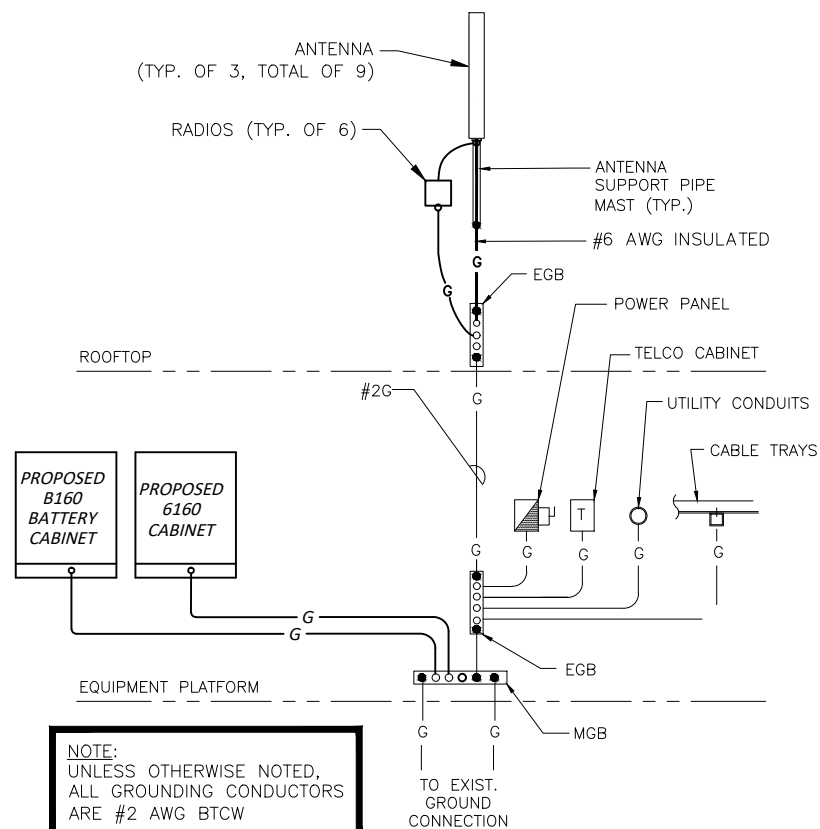 ANTENNA
(TYP. OF 3, TOTAL OF 9)
RADIOS (TYP. OF 6)
ANTENNA
SUPPORT PIPE
MAST (TYP.)
#6 AWG INSULATED
G
G
EGB
POWER PANEL
ROOFTOP
TELCO CABINET
#2G
G
UTILITY CONDUITS
CABLE TRAYS
PROPOSED
B160
BATTERY
CABINET
PROPOSED
6160
CABINET
T
G
G
G
G
G
G
G
EGB
EQUIPMENT PLATFORM
MGB
G
G
NOTE:
UNLESS OTHERWISE NOTED,
ALL GROUNDING CONDUCTORS
ARE #2 AWG BTCW
TO EXIST.
GROUND
CONNECTION